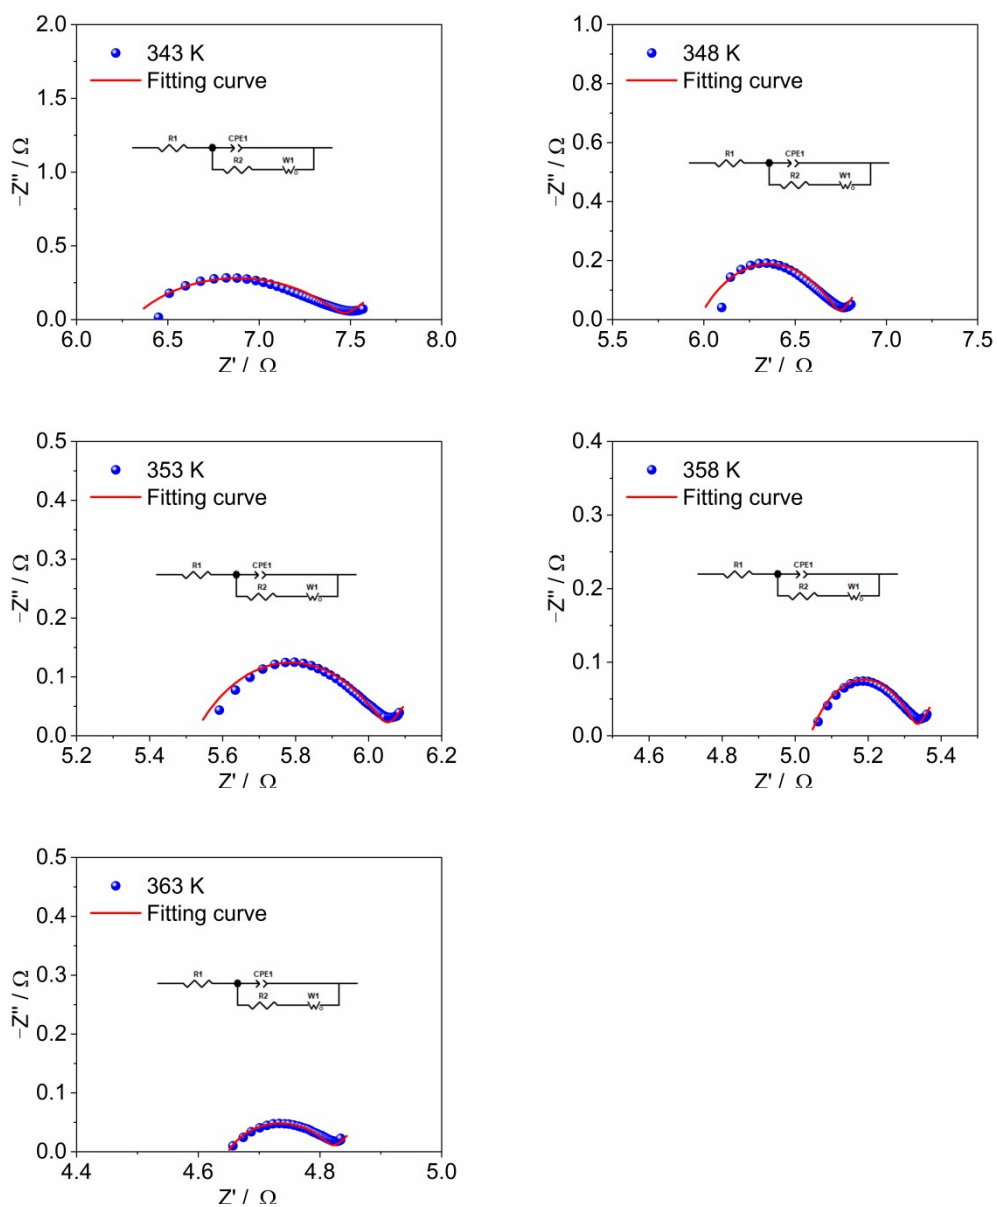 2.0
1.5
1.0
0.5
0.0
−Z" / Ω
343 K
Fitting curve
R1
CPE1
R2
W1
6.0 6.5 7.0 7.5 8.0
Z' / Ω
1.0
0.8
0.6
0.4
0.2
0.0
−Z" / Ω
348 K
Fitting curve
R1
CPE1
R2
W1
5.5 6.0 6.5 7.0 7.5
Z' / Ω
0.5
0.4
0.3
0.2
0.1
0.0
−Z" / Ω
353 K
Fitting curve
R1
CPE1
R2
W1
5.2 5.4 5.6 5.8 6.0 6.2
Z' / Ω
0.4
0.3
0.2
0.1
0.0
−Z" / Ω
358 K
Fitting curve
R1
CPE1
R2
W1
4.6 4.8 5.0 5.2 5.4
Z' / Ω
0.5
0.4
0.3
0.2
0.1
0.0
−Z" / Ω
363 K
Fitting curve
R1
CPE1
R2
W1
4.4 4.6 4.8 5.0
Z' / Ω